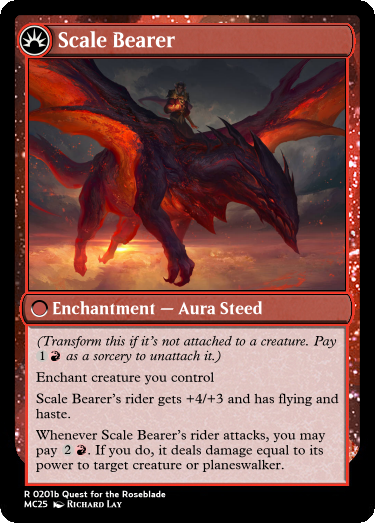 Scale Bearer
Enchantment — Aura Steed
(Transform this if it's not attached to a creature. Pay
1 R as a sorcery to unattach it.)
Enchant creature you control
Scale Bearer's rider gets +4/+3 and has flying and
haste.
Whenever Scale Bearer's rider attacks, you may
pay 2 R. If you do, it deals damage equal to its
power to target creature or planeswalker.
R 0201b Quest for the Roseblade
MC25 Richard Lay